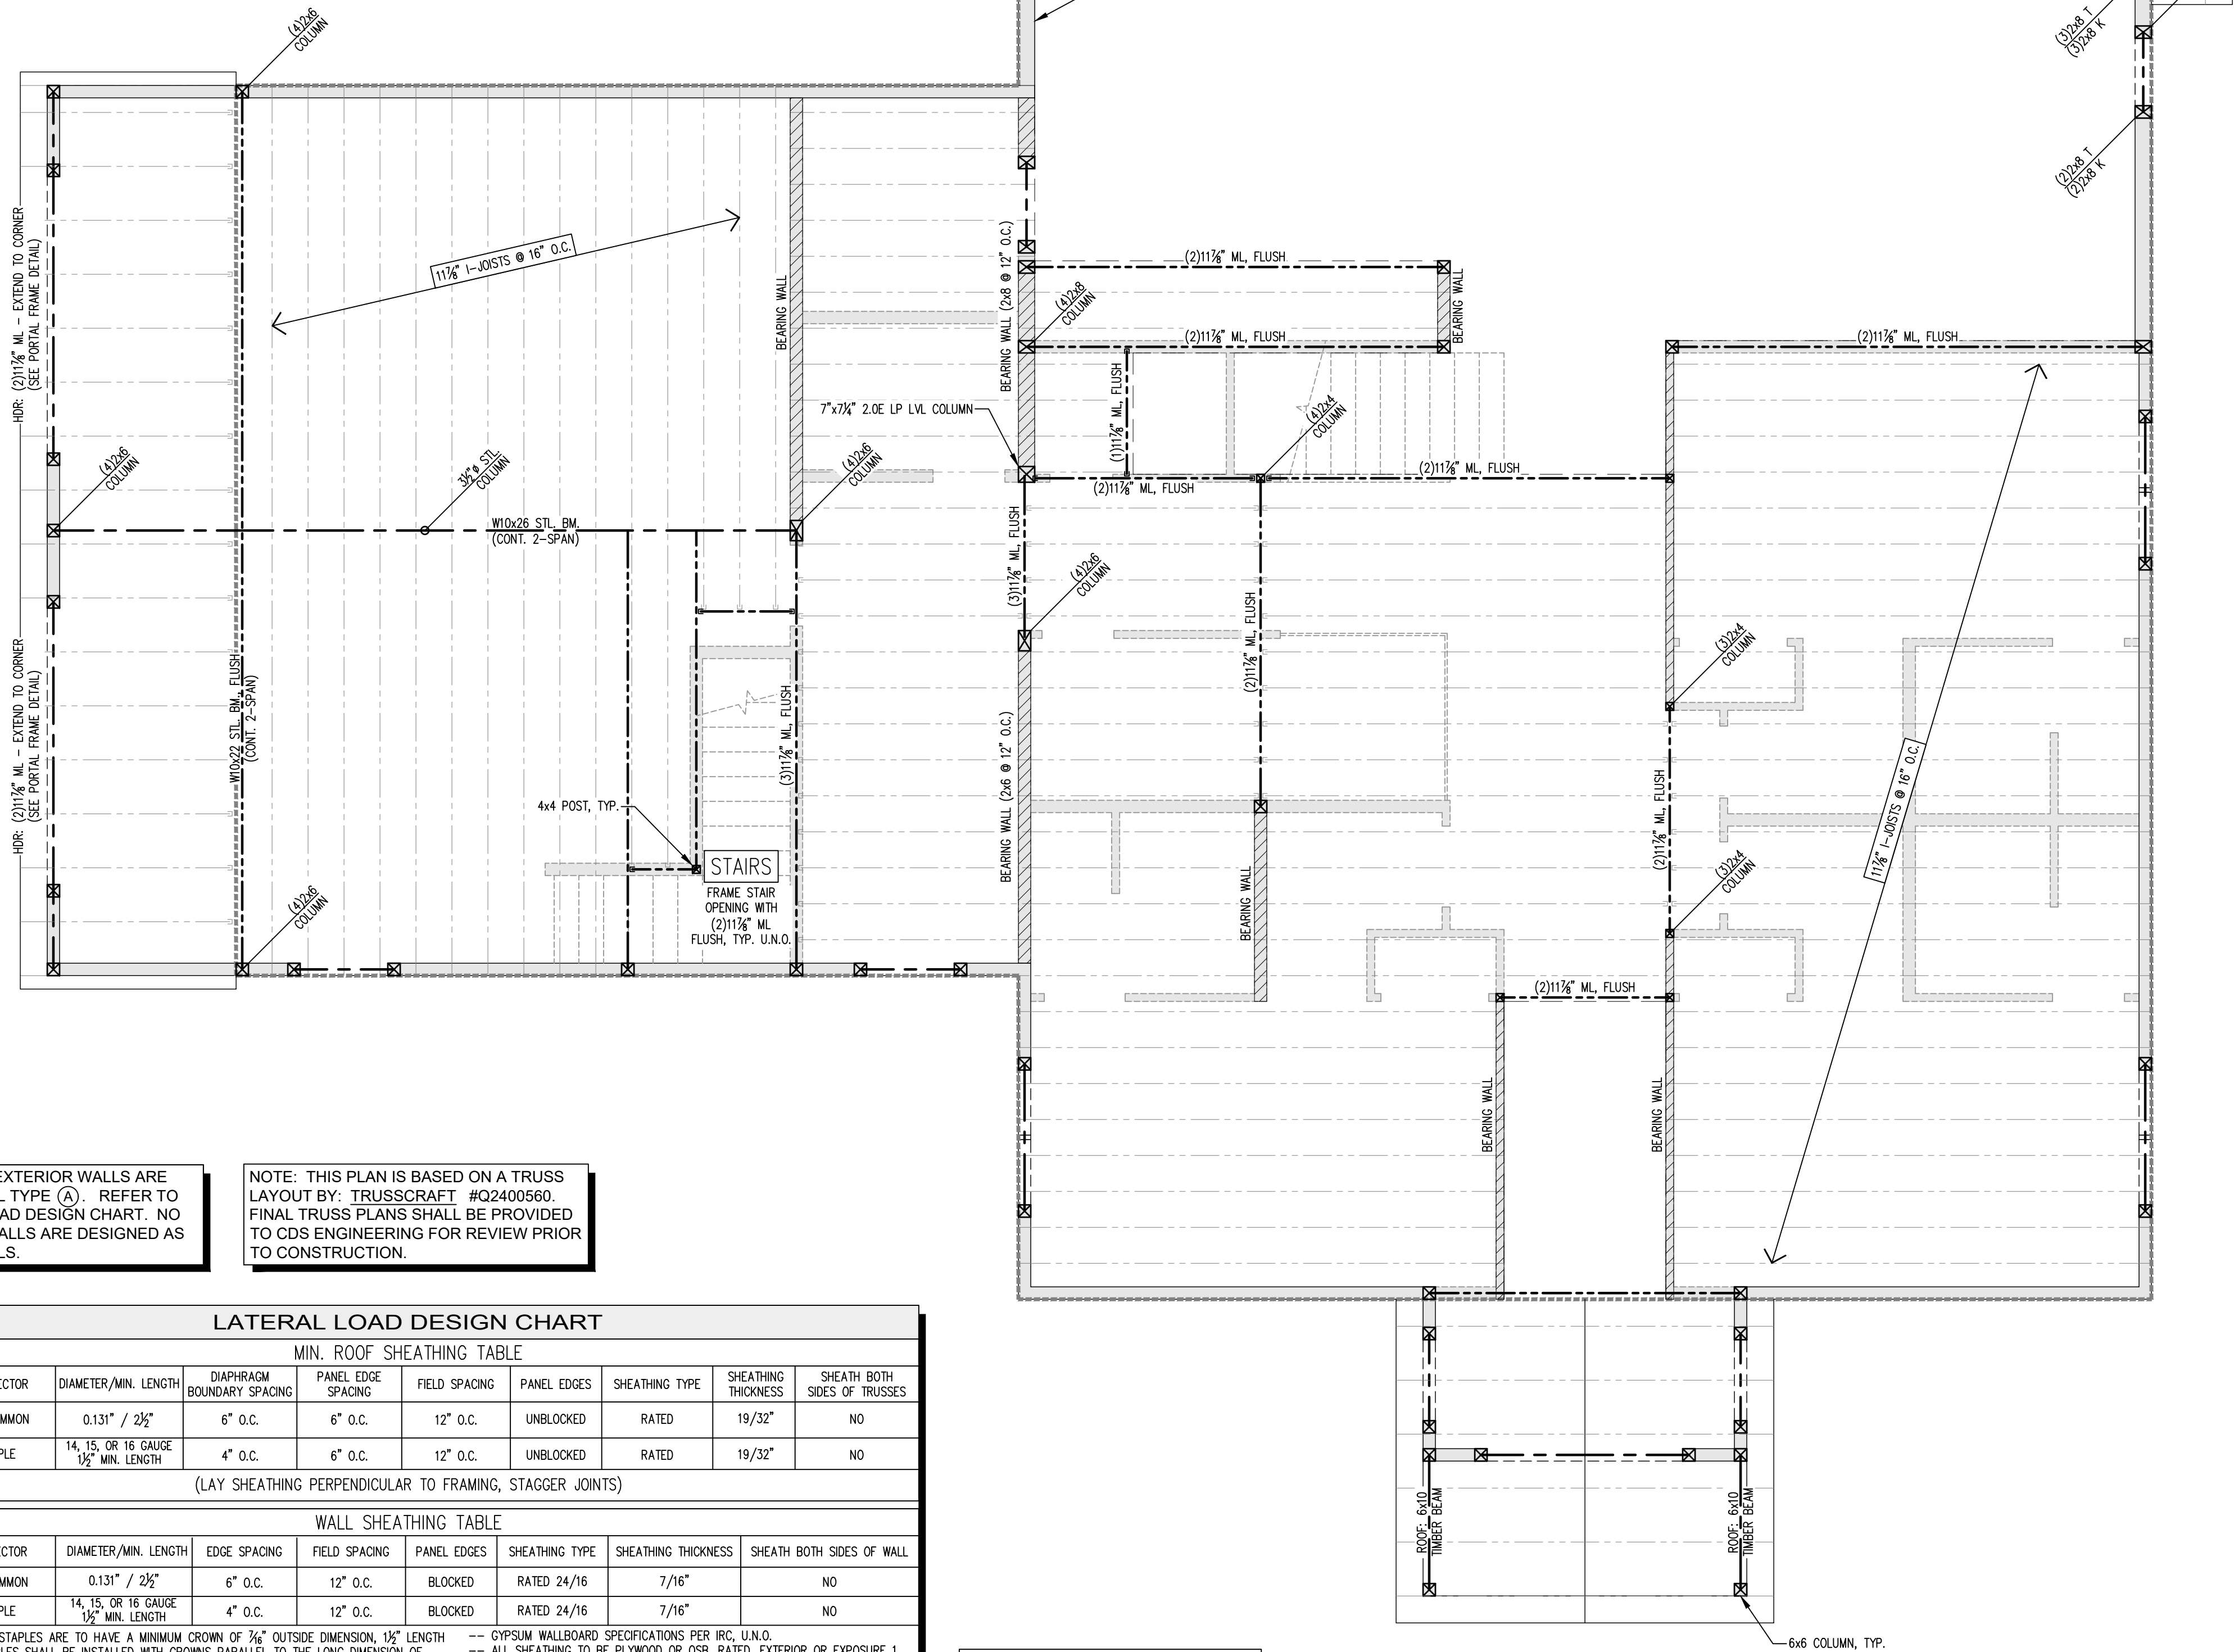 (4)2x6
COLUMN
(3)2x8 T
(3)2x8 K
(2)2x8 T
(2)2x8 K
HDR: (2)11⅞" ML - EXTEND TO CORNER
(SEE PORTAL FRAME DETAIL)
11⅞" I-JOISTS @ 16" O.C.
BEARING WALL
BEARING WALL (2x8 @ 12" O.C.)
(2)11⅞" ML, FLUSH
(4)2x8
COLUMN
BEARING WALL
(2)11⅞" ML, FLUSH
(2)11⅞" ML, FLUSH
(1)11⅞" ML, FLUSH
7"x7¼" 2.0E LP LVL COLUMN
(4)2x4
COLUMN
(4)2x6
COLUMN
3½"ø STL.
COLUMN
(4)2x6
COLUMN
(2)11⅞" ML, FLUSH
(2)11⅞" ML, FLUSH
W10x26 STL. BM.
(CONT. 2-SPAN)
(3)11⅞" ML, FLUSH
(4)2x6
COLUMN
(2)11⅞" ML, FLUSH
(3)2x4
COLUMN
HDR: (2)11⅞" ML - EXTEND TO CORNER
(SEE PORTAL FRAME DETAIL)
W10x22 STL. BM., FLUSH
(CONT. 2-SPAN)
(3)11⅞" ML, FLUSH
BEARING WALL (2x6 @ 12" O.C.)
(2)11⅞" ML, FLUSH
11⅞" I-JOISTS @ 16" O.C.
4x4 POST, TYP.
STAIRS
FRAME STAIR
OPENING WITH
(2)11⅞" ML
FLUSH, TYP. U.N.O.
(4)2x6
COLUMN
BEARING WALL
(3)2x4
COLUMN
(2)11⅞" ML, FLUSH
BEARING WALL
BEARING WALL
EXTERIOR WALLS ARE
L TYPE Ⓐ. REFER TO
AD DESIGN CHART. NO
ALLS ARE DESIGNED AS
LS.
NOTE: THIS PLAN IS BASED ON A TRUSS
LAYOUT BY: TRUSSCRAFT #Q2400560.
FINAL TRUSS PLANS SHALL BE PROVIDED
TO CDS ENGINEERING FOR REVIEW PRIOR
TO CONSTRUCTION.
LATERAL LOAD DESIGN CHART
MIN. ROOF SHEATHING TABLE
ECTOR DIAMETER/MIN. LENGTH DIAPHRAGM BOUNDARY SPACING PANEL EDGE SPACING FIELD SPACING PANEL EDGES SHEATHING TYPE SHEATHING THICKNESS SHEATH BOTH SIDES OF TRUSSES
MMON 0.131" / 2½" 6" O.C. 6" O.C. 12" O.C. UNBLOCKED RATED 19/32" NO
PLE 14, 15, OR 16 GAUGE 1½" MIN. LENGTH 4" O.C. 6" O.C. 12" O.C. UNBLOCKED RATED 19/32" NO
(LAY SHEATHING PERPENDICULAR TO FRAMING, STAGGER JOINTS)
WALL SHEATHING TABLE
ECTOR DIAMETER/MIN. LENGTH EDGE SPACING FIELD SPACING PANEL EDGES SHEATHING TYPE SHEATHING THICKNESS SHEATH BOTH SIDES OF WALL
MMON 0.131" / 2½" 6" O.C. 12" O.C. BLOCKED RATED 24/16 7/16" NO
PLE 14, 15, OR 16 GAUGE 1½" MIN. LENGTH 4" O.C. 12" O.C. BLOCKED RATED 24/16 7/16" NO
STAPLES ARE TO HAVE A MINIMUM CROWN OF 7/16" OUTSIDE DIMENSION, 1½" LENGTH
-- GYPSUM WALLBOARD SPECIFICATIONS PER IRC, U.N.O.
-- ALL SHEATHING TO BE PLYWOOD OR OSB, RATED, EXTERIOR OR EXPOSURE 1
ROOF: 6x10
TIMBER BEAM
ROOF: 6x10
TIMBER BEAM
6x6 COLUMN, TYP.